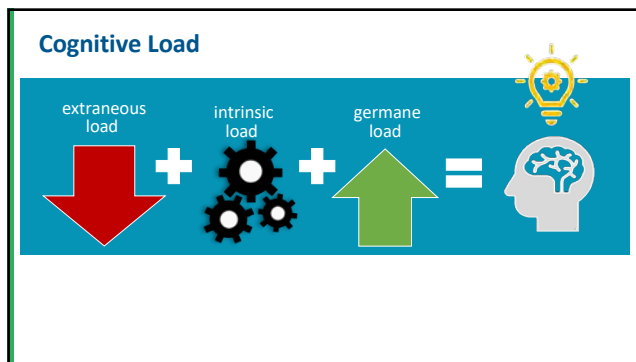 Cognitive Load
extraneous
load
intrinsic
load
germane
load